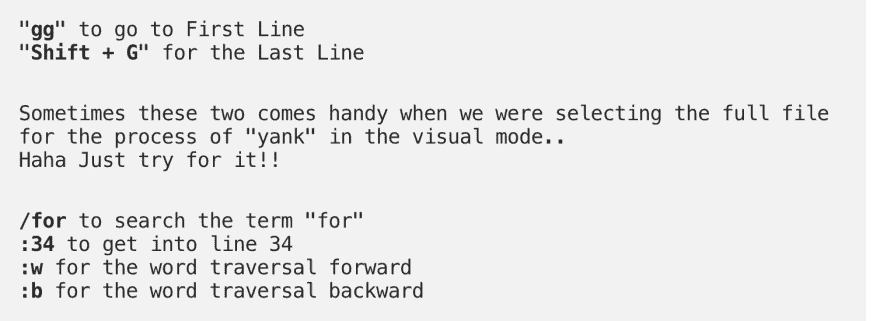 "gg" to go to First Line
"Shift + G" for the Last Line
Sometimes these two comes handy when we were selecting the full file
for the process of "yank" in the visual mode..
Haha Just try for it!!
/for to search the term "for"
:34 to get into line 34
:w for the word traversal forward
:b for the word traversal backward